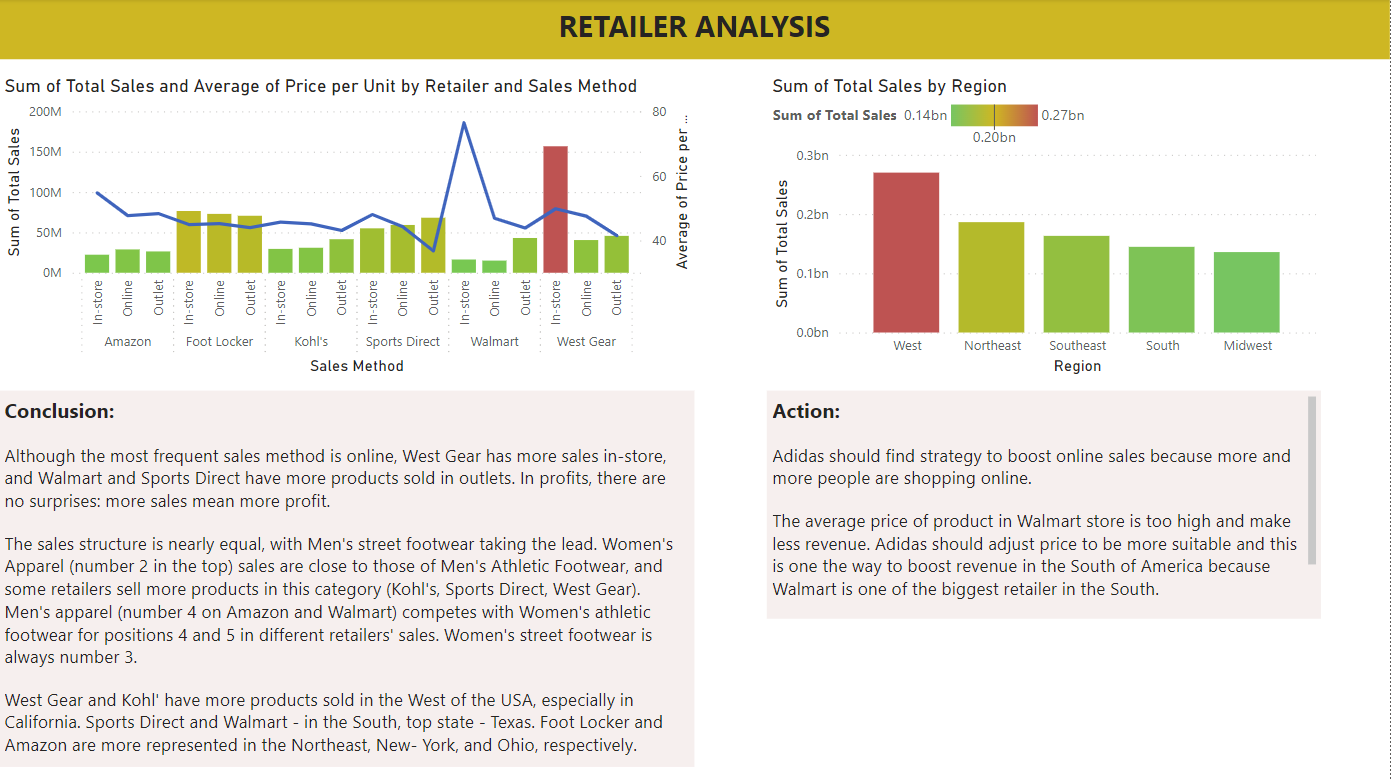 RETAILER ANALYSIS
Sum of Total Sales and Average of Price per Unit by Retailer and Sales Method
200M
150M
100M
50M
0M
Sum of Total Sales
80
60
40
Average of Price per ...
In-store
Online
Outlet
In-store
Online
Outlet
In-store
Online
Outlet
In-store
Online
Outlet
In-store
Online
Outlet
In-store
Online
Outlet
Amazon Foot Locker Kohl's Sports Direct Walmart West Gear
Sales Method
Sum of Total Sales by Region
Sum of Total Sales 0.14bn 0.27bn
0.20bn
0.3bn
0.2bn
0.1bn
0.0bn
Sum of Total Sales
West Northeast Southeast South Midwest
Region
Conclusion:
Although the most frequent sales method is online, West Gear has more sales in-store,
and Walmart and Sports Direct have more products sold in outlets. In profits, there are
no surprises: more sales mean more profit.
The sales structure is nearly equal, with Men's street footwear taking the lead. Women's
Apparel (number 2 in the top) sales are close to those of Men's Athletic Footwear, and
some retailers sell more products in this category (Kohl's, Sports Direct, West Gear).
Men's apparel (number 4 on Amazon and Walmart) competes with Women's athletic
footwear for positions 4 and 5 in different retailers' sales. Women's street footwear is
always number 3.
West Gear and Kohl' have more products sold in the West of the USA, especially in
California. Sports Direct and Walmart - in the South, top state - Texas. Foot Locker and
Amazon are more represented in the Northeast, New- York, and Ohio, respectively.
Action:
Adidas should find strategy to boost online sales because more and
more people are shopping online.
The average price of product in Walmart store is too high and make
less revenue. Adidas should adjust price to be more suitable and this
is one the way to boost revenue in the South of America because
Walmart is one of the biggest retailer in the South.